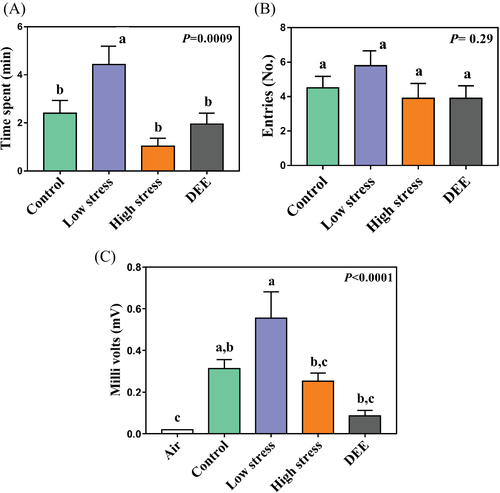 (A)
P=0.0009
Time spent (min)
6
4
2
0
b
a
b
b
Control
Low stress
High stress
DEE
(B)
P= 0.29
Entries (No.)
8
6
4
2
0
a
a
a
a
Control
Low stress
High stress
DEE
(C)
P<0.0001
Milli volts (mV)
0.8
0.6
0.4
0.2
0.0
c
a,b
a
b,c
b,c
Air
Control
Low stress
High stress
DEE